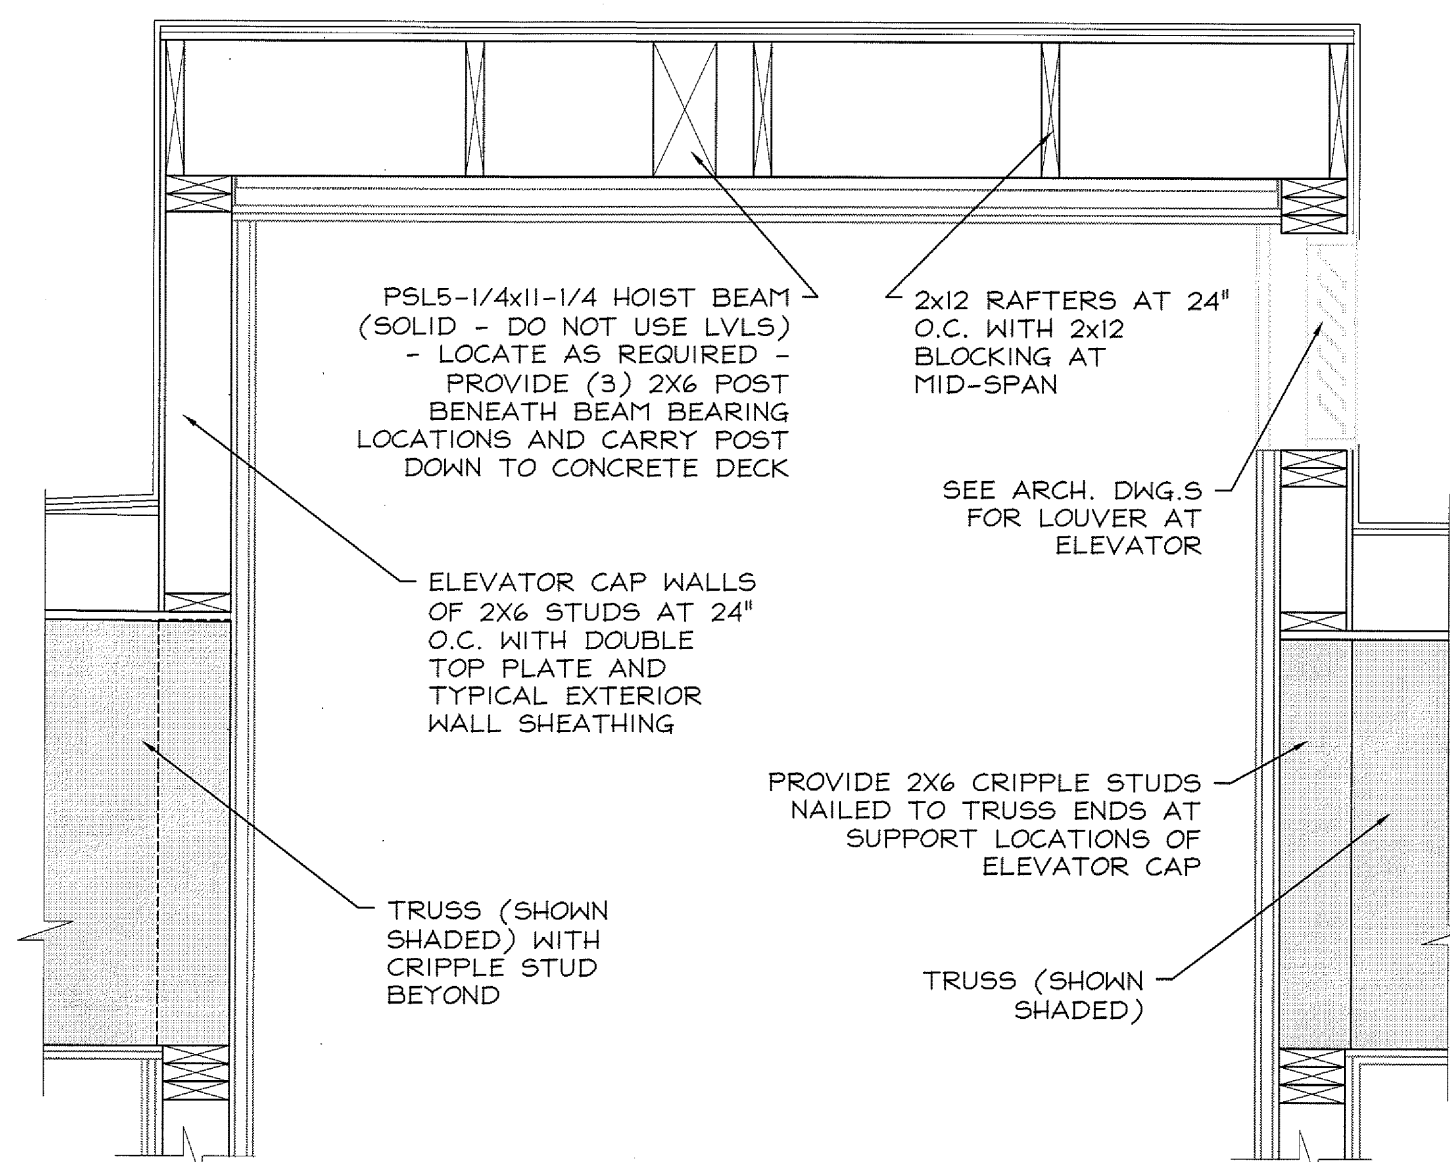 PSL5-1/4x11-1/4 HOIST BEAM
(SOLID - DO NOT USE LVLS)
- LOCATE AS REQUIRED -
PROVIDE (3) 2X6 POST
BENEATH BEAM BEARING
LOCATIONS AND CARRY POST
DOWN TO CONCRETE DECK
2x12 RAFTERS AT 24"
O.C. WITH 2x12
BLOCKING AT
MID-SPAN
SEE ARCH. DWG.S
FOR LOUVER AT
ELEVATOR
ELEVATOR CAP WALLS
OF 2X6 STUDS AT 24"
O.C. WITH DOUBLE
TOP PLATE AND
TYPICAL EXTERIOR
WALL SHEATHING
PROVIDE 2X6 CRIPPLE STUDS
NAILED TO TRUSS ENDS AT
SUPPORT LOCATIONS OF
ELEVATOR CAP
TRUSS (SHOWN
SHADED) WITH
CRIPPLE STUD
BEYOND
TRUSS (SHOWN
SHADED)